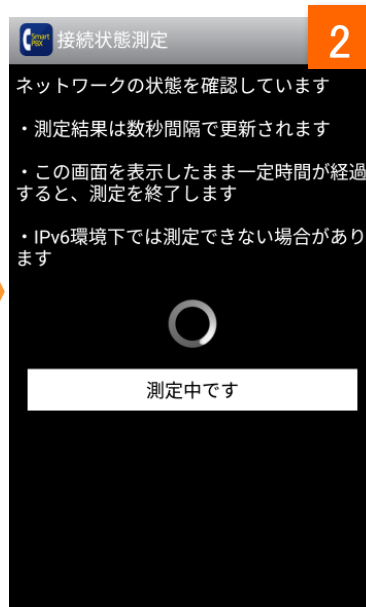 Smart
PBX
接続状態測定
2
ネットワークの状態を確認しています
・測定結果は数秒間隔で更新されます
・この画面を表示したまま一定時間が経過
すると、測定を終了します
・IPv6環境下では測定できない場合があり
ます
測定中です